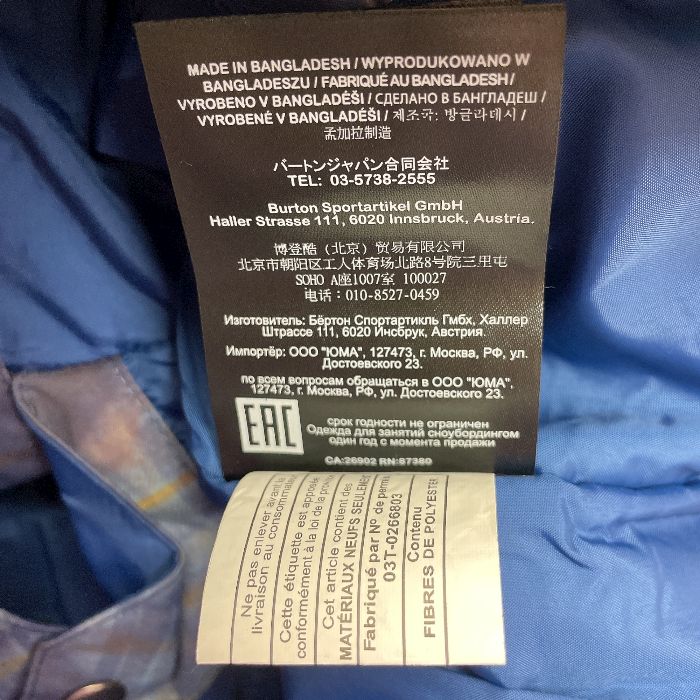 MADE IN BANGLADESH / WYPRODUKOWANO W
BANGLADESZU / FABRIQUÉ AU BANGLADESH /
VYROBENO V BANGLADÉŠI / СДЕЛАНО В БАНГЛАДЕШ /
VYROBENÉ V BANGLADÉŠI / 제조국: 방글라데시 /
孟加拉制造
バートンジャパン合同会社
TEL: 03-5738-2555
Burton Sportartikel GmbH
Haller Strasse 111, 6020 Innsbruck, Austria.
博登酷（北京）贸易有限公司
北京市朝阳区工人体育场北路8号院三里屯
SOHO A座1007室 100027
电话：010-8527-0459
Изготовитель: Бёртон Спортартикль Гмбх, Халлер
Штрассе 111, 6020 Инсбрук, Австрия.
Импортёр: ООО "ЮМА", 127473, г. Москва, РФ, ул.
Достоевского 23.
по всем вопросам обращаться в ООО "ЮМА",
127473, г. Москва, РФ, ул. Достоевского 23.
EAC
срок годности не ограничен
Одежда для занятий сноубордингом
один год с момента продажи
CA:26902 RN:87380
Ne pas enlever avant la
livraison au consommateur
Cette étiquette est apposée
conformément à la loi de la
Cet article contient des
MATÉRIAUX NEUFS SEULEMENT
Fabriqué par Nº de permis
03T-0266803
Contenu
FIBRES DE POLYESTER